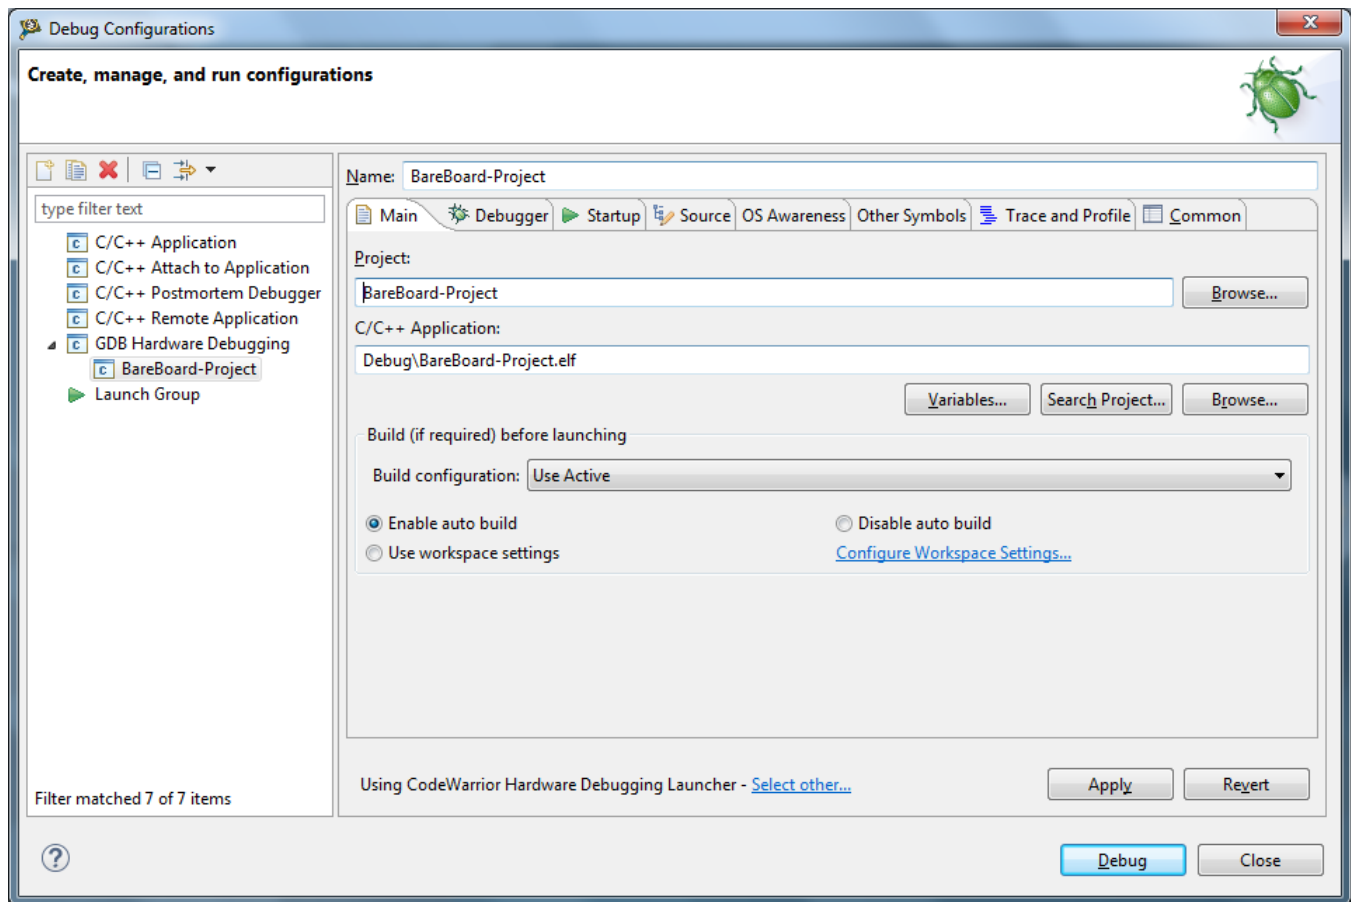 Debug Configurations
Create, manage, and run configurations
type filter text
C/C++ Application
C/C++ Attach to Application
C/C++ Postmortem Debugger
C/C++ Remote Application
GDB Hardware Debugging
BareBoard-Project
Launch Group
Filter matched 7 of 7 items
Name: BareBoard-Project
Main Debugger Startup Source OS Awareness Other Symbols Trace and Profile Common
Project:
BareBoard-Project Browse...
C/C++ Application:
Debug\BareBoard-Project.elf
Variables... Search Project... Browse...
Build (if required) before launching
Build configuration: Use Active
Enable auto build Disable auto build
Use workspace settings Configure Workspace Settings...
Using CodeWarrior Hardware Debugging Launcher - Select other... Apply Revert
Debug Close